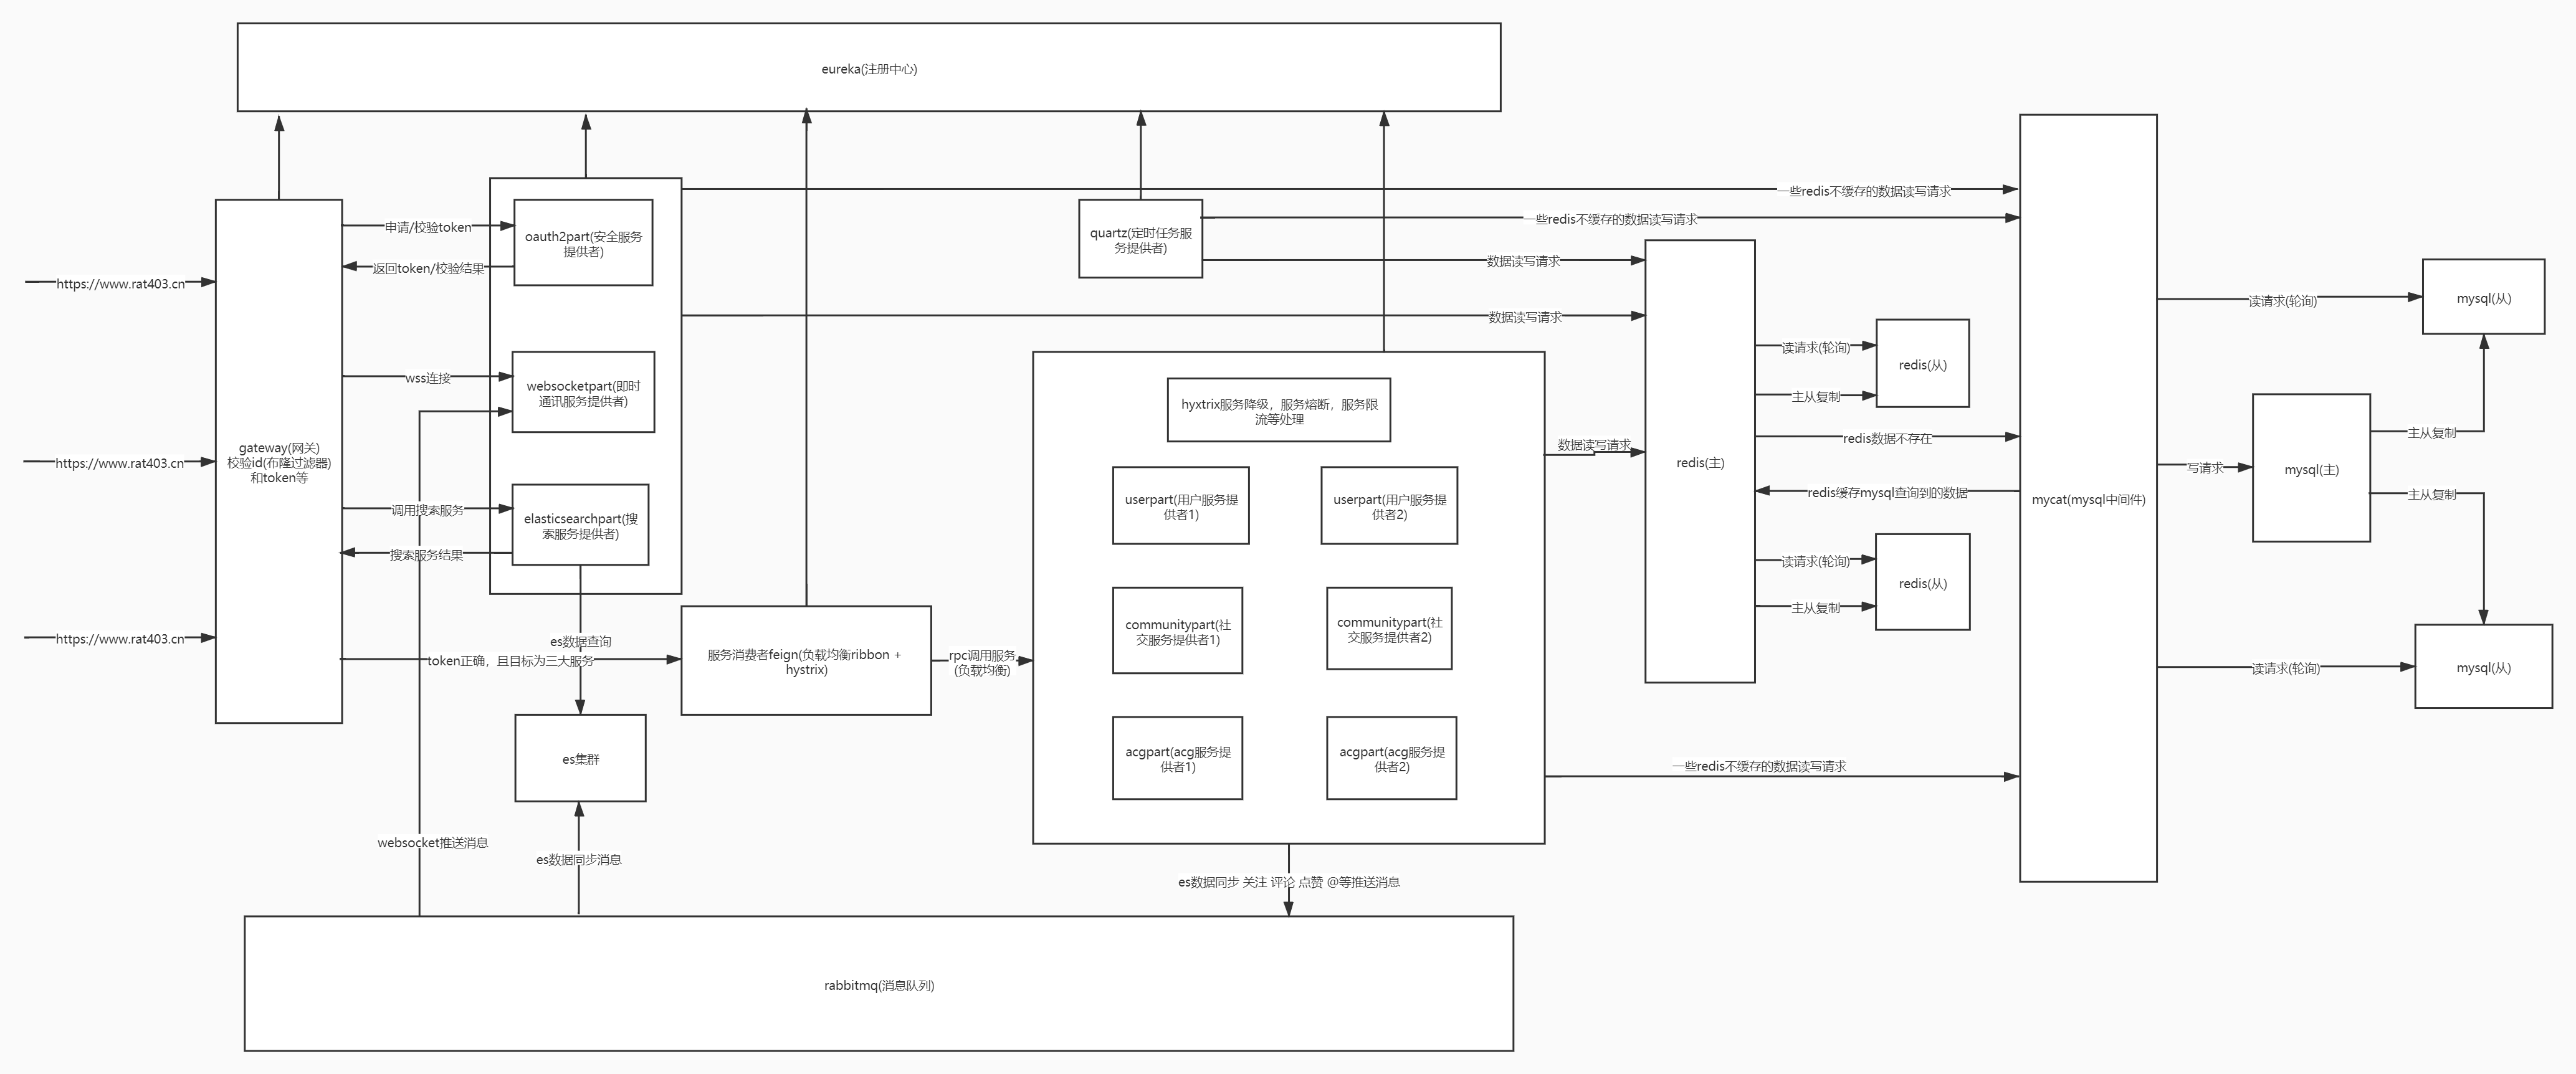 eureka(注册中心)
https://www.rat403.cn
https://www.rat403.cn
https://www.rat403.cn
gateway(网关)
校验id(布隆过滤器)
和token等
申请/校验token
返回token/校验结果
wss连接
调用搜索服务
搜索服务结果
token正确，且目标为三大服务
oauth2part(安全服务
提供者)
websocketpart(即时
通讯服务提供者)
elasticsearchpart(搜
索服务提供者)
es数据查询
es集群
websocket推送消息
es数据同步消息
服务消费者feign(负载均衡ribbon +
hystrix)
rpc调用服务
(负载均衡)
quartz(定时任务服
务提供者)
一些redis不缓存的数据读写请求
一些redis不缓存的数据读写请求
数据读写请求
数据读写请求
hyxtrix服务降级，服务熔断，服务限
流等处理
userpart(用户服务提
供者1)
userpart(用户服务提
供者2)
communitypart(社
交服务提供者1)
communitypart(社
交服务提供者2)
acgpart(acg服务提
供者1)
acgpart(acg服务提
供者2)
数据读写请求
一些redis不缓存的数据读写请求
es数据同步 关注 评论 点赞 @等推送消息
redis(主)
读请求(轮询)
主从复制
redis(从)
redis数据不存在
redis缓存mysql查询到的数据
读请求(轮询)
主从复制
redis(从)
mycat(mysql中间件)
读请求(轮询)
mysql(从)
写请求
mysql(主)
主从复制
主从复制
读请求(轮询)
mysql(从)
rabbitmq(消息队列)